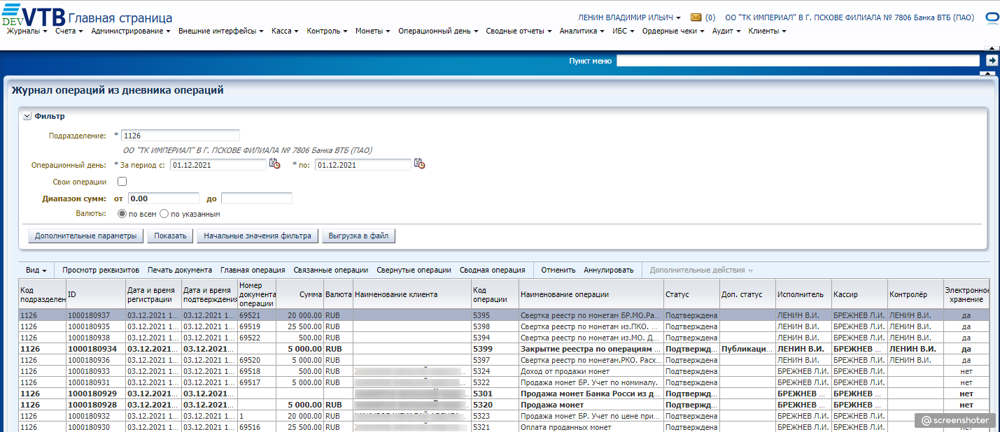 DEV VTB Главная страница
ЛЕНИН ВЛАДИМИР ИЛЬИЧ (0) ОО "ТК ИМПЕРИАЛ" В Г. ПСКОВЕ ФИЛИАЛА № 7806 Банка ВТБ (ПАО)
Журналы Счета Администрирование Внешние интерфейсы Касса Контроль Монеты Операционный день Сводные отчеты Аналитика ИБС Ордерные чеки Аудит Клиенты
Пункт меню
Журнал операций из дневника операций
Фильтр
Подразделение: * 1126
ОО "ТК ИМПЕРИАЛ" В Г. ПСКОВЕ ФИЛИАЛА № 7806 Банка ВТБ (ПАО)
Операционный день: * За период с: 01.12.2021 * по: 01.12.2021
Свои операции
Диапазон сумм: от 0.00 до
Валюты: по всем по указанным
Дополнительные параметры Показать Начальные значения фильтра Выгрузка в файл
Вид Просмотр реквизитов Печать документа Главная операция Связанные операции Свернутые операции Сводная операция Отменить Аннулировать Дополнительные действия
Код подразделен ID Дата и время регистрации Дата и время подтверждения Номер документа операции Сумма Валюта Наименование клиента Код операции Наименование операции Статус Доп. статус Исполнитель Кассир Контролёр Электронное хранение
1126 1000180937 03.12.2021 1... 03.12.2021 1... 69521 20 000.00 RUB 5395 Свертка реестр по монетам БР.МО.Ра... Подтверждена ЛЕНИН В.И. БРЕЖНЕВ Л.И. ЛЕНИН В.И. да
1126 1000180935 03.12.2021 1... 03.12.2021 1... 69519 25 500.00 RUB 5398 Свертка реестр по монетам из.ПКО. ... Подтверждена ЛЕНИН В.И. БРЕЖНЕВ Л.И. ЛЕНИН В.И. да
1126 1000180938 03.12.2021 1... 03.12.2021 1... 69522 500.00 RUB 5394 Свертка реестр по монетам из.МО. Д... Подтверждена ЛЕНИН В.И. БРЕЖНЕВ Л.И. ЛЕНИН В.И. да
1126 1000180934 03.12.2021... 03.12.2021... 5 000.00 RUB 5399 Закрытие реестра по операциям ... Подтвержд... Публикаци... ЛЕНИН В.И. БРЕЖНЕВ ... ЛЕНИН В.И. да
1126 1000180936 03.12.2021 1... 03.12.2021 1... 69520 5 000.00 RUB 5397 Свертка реестр по монетам.РКО. Расх... Подтверждена ЛЕНИН В.И. БРЕЖНЕВ Л.И. ЛЕНИН В.И. да
1126 1000180933 03.12.2021 1... 03.12.2021 1... 69518 500.00 RUB 5324 Доход от продажи монет Подтверждена БРЕЖНЕВ Л.И. БРЕЖНЕВ Л.И. нет
1126 1000180931 03.12.2021 1... 03.12.2021 1... 69517 5 000.00 RUB 5322 Продажа монет БР. Учет по номиналу. Подтверждена БРЕЖНЕВ Л.И. БРЕЖНЕВ Л.И. нет
1126 1000180929 03.12.2021... 03.12.2021... 5301 Продажа монет Банка Росси из д... Подтвержд... БРЕЖНЕВ ... БРЕЖНЕВ ... нет
1126 1000180928 03.12.2021... 03.12.2021... 5 000.00 RUB 5320 Продажа монет Подтвержд... БРЕЖНЕВ ... БРЕЖНЕВ ... нет
1126 1000180932 03.12.2021 1... 03.12.2021 1... 1 20 000.00 RUB 5323 Продажа монет БР. Учет по цене при... Подтверждена БРЕЖНЕВ Л.И. БРЕЖНЕВ Л.И.
1126 1000180930 03.12.2021 1... 03.12.2021 1... 69516 25 500.00 RUB 5321 Оплата проданных монет Подтверждена БРЕЖНЕВ Л.И. БРЕЖНЕВ Л.И.
@screenshoter